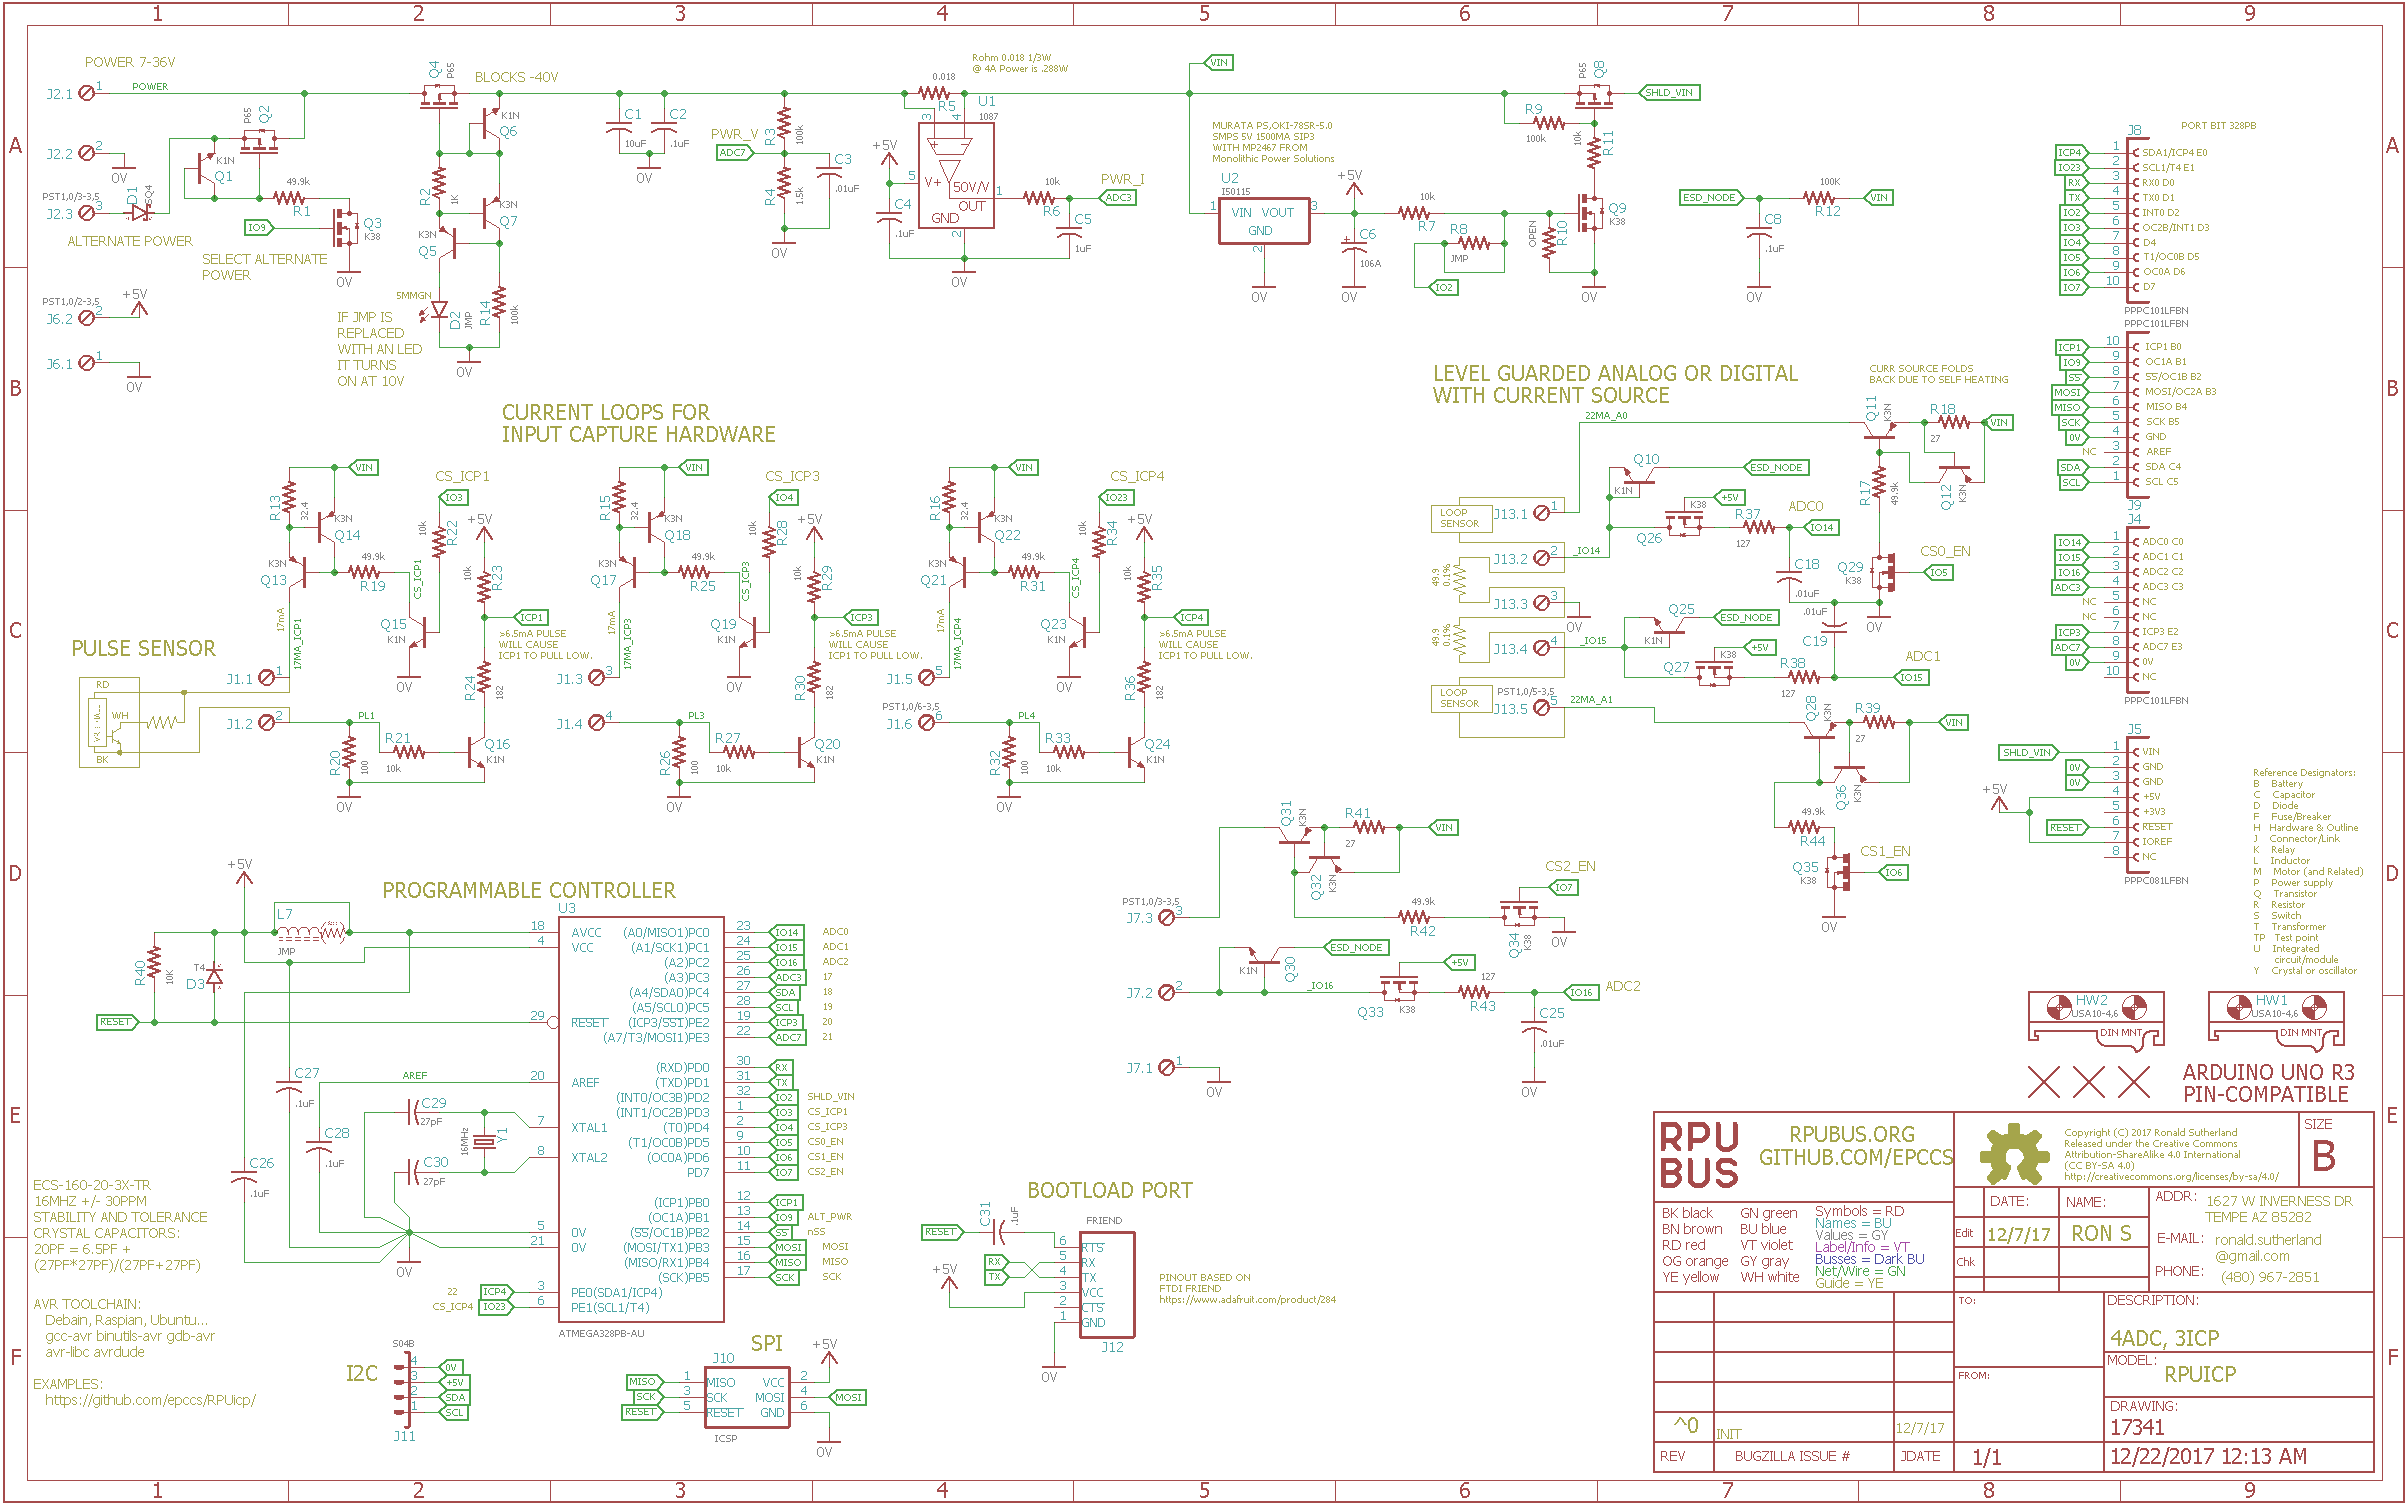 1 2 3 4 5 6 7 8 9
A
B
C
D
E
F
POWER 7-36V
J2.1 1 POWER
J2.2 2 0V
PST1,0/3-3,5
J2.3 3 D1 SQ4
ALTERNATE POWER
K1N Q1
P65 Q2
49.9k R1
IO9
Q3 K38
0V
SELECT ALTERNATE
POWER
PST1,0/2-3,5
J6.2 2 +5V
J6.1 1 0V
Q4 P65
BLOCKS -40V
K1N Q6
R2 1K
K3N Q7
K3N Q5
5MMGN
D2 JMP
R14 100k
0V
IF JMP IS
REPLACED
WITH AN LED
IT TURNS
ON AT 10V
C1 10uF
C2 .1uF
0V
PWR_V
ADC7
R3 100k
R4 1.5k
0V
C3 .01uF
+5V
C4 .1uF
Rohm 0.018 1/3W
@ 4A Power is .288W
0.018 R5
U1 1087
3 4
5 V+ 50V/V 1
OUT
GND 2
0V
10k R6
PWR_I
ADC3
C5 1uF
VIN
MURATA PS,OKI-78SR-5.0
SMPS 5V 1500MA SIP3
WITH MP2467 FROM
Monolithic Power Solutions
U2 I50115
1 VIN VOUT 3
GND 2
0V
+5V
C6 106A
0V
10k R7
R8 JMP
IO2
R9 100k
OPEN R10
10k R11
P65 Q8
SHLD_VIN
Q9 K38
0V
ESD_NODE 100K R12 VIN
C8 .1uF
0V
PORT BIT 328PB
J8
ICP4 1 SDA1/ICP4 E0
IO23 2 SCL1/T4 E1
RX 3 RX0 D0
TX 4 TX0 D1
IO2 5 INT0 D2
IO3 6 OC2B/INT1 D3
IO4 7 D4
IO5 8 T1/OC0B D5
IO6 9 OC0A D6
IO7 10 D7
PPPC101LFBN
PPPC101LFBN
ICP1 10 ICP1 B0
IO9 9 OC1A B1
SS 8 SS/OC1B B2
MOSI 7 MOSI/OC2A B3
MISO 6 MISO B4
SCK 5 SCK B5
0V 4 GND
NC 3 AREF
SDA 2 SDA C4
SCL 1 SCL C5
J9
J4
IO14 1 ADC0 C0
IO15 2 ADC1 C1
IO16 3 ADC2 C2
ADC3 4 ADC3 C3
NC 5 NC
NC 6 NC
ICP3 7 ICP3 E2
ADC7 8 ADC7 E3
0V 9 0V
NC 10 NC
PPPC101LFBN
J5
SHLD_VIN 1 VIN
0V 2 GND
0V 3 GND
+5V 4 +5V
5 +3V3
RESET 6 RESET
7 IOREF
8 NC
PPPC081LFBN
CURRENT LOOPS FOR
INPUT CAPTURE HARDWARE
VIN
R13 32.4
K3N Q14
K3N Q13
49.9k R19
17mA
17MA_ICP1
CS_ICP1
IO3
10k R22
CS_ICP1
Q15 K1N
0V
+5V
10k R23
ICP1
>6.5mA PULSE
WILL CAUSE
ICP1 TO PULL LOW.
R24 182
PULSE SENSOR
RD
WH
BK
J1.1 1
J1.2 2
PL1
R20 100
R21 10k
Q16 K1N
0V
VIN
R15 32.4
K3N Q18
K3N Q17
49.9k R25
17mA
17MA_ICP3
CS_ICP3
IO4
10k R28
CS_ICP3
Q19 K1N
0V
+5V
10k R29
ICP3
>6.5mA PULSE
WILL CAUSE
ICP1 TO PULL LOW.
R30 182
J1.3 3
J1.4 4
PL3
R26 100
R27 10k
Q20 K1N
0V
VIN
R16 32.4
K3N Q22
K3N Q21
49.9k R31
17mA
17MA_ICP4
CS_ICP4
IO23
10k R34
CS_ICP4
Q23 K1N
0V
+5V
10k R35
ICP4
>6.5mA PULSE
WILL CAUSE
ICP1 TO PULL LOW.
R36 182
J1.5 5
PST1,0/6-3,5
J1.6 6
PL4
R32 100
R33 10k
Q24 K1N
0V
LEVEL GUARDED ANALOG OR DIGITAL
WITH CURRENT SOURCE
CURR SOURCE FOLDS
BACK DUE TO SELF HEATING
22MA_A0
Q11 K3N
R18 27
VIN
Q12 K3N
R17 49.9k
Q10 K1N
ESD_NODE
+5V
K38 Q26
R37 127
ADC0
IO14
LOOP
SENSOR
J13.1 1
J13.2 2 _IO14
49.9
0.1%
J13.3 3
0V
49.9
0.1%
J13.4 4 _IO15
LOOP
SENSOR
PST1,0/5-3,5
J13.5 5 22MA_A1
C18 .01uF
Q29 K38
CS0_EN
IO5
0V
.01uF C19
Q25 K1N
ESD_NODE
+5V
Q27 K38
R38 127
ADC1
IO15
Q28 K3N
R39 27
VIN
Q36 K3N
49.9k R44
Q35 K38
CS1_EN
IO6
0V
Q31 K3N
R41 27
VIN
Q32 K3N
49.9k R42
CS2_EN
IO7
Q34 K38
0V
PST1,0/3-3,5
J7.3 3
J7.2 2
K1N Q30
ESD_NODE
_IO16
+5V
Q33 K38
127 R43
IO16 ADC2
C25 .01uF
0V
J7.1 1
0V
Reference Designators:
B Battery
C Capacitor
D Diode
F Fuse/Breaker
H Hardware & Outline
J Connector/Link
K Relay
L Inductor
M Motor (and Related)
P Power supply
Q Transistor
R Resistor
S Switch
T Transformer
TP Test point
U Integrated
circuit/module
Y Crystal or oscillator
HW2 USA10-4,6 DIN MNT
HW1 USA10-4,6 DIN MNT
ARDUINO UNO R3
PIN-COMPATIBLE
PROGRAMMABLE CONTROLLER
+5V
L7 JMP
R40 10K
T4 D3
RESET
C27 .1uF
C28 .1uF
C26 .1uF
AREF
C29 27pF
C30 27pF
16MHz Y1
0V
U3
18 AVCC
4 VCC
29 RESET
20 AREF
7 XTAL1
8 XTAL2
5 0V
21 0V
22 ICP4 3 PE0(SDA1/ICP4)
CS_ICP4 IO23 6 PE1(SCL1/T4)
ATMEGA328PB-AU
(A0/MISO1)PC0 23 IO14 ADC0
(A1/SCK1)PC1 24 IO15 ADC1
(A2)PC2 25 IO16 ADC2
(A3)PC3 26 ADC3 17
(A4/SDA0)PC4 27 SDA 18
(A5/SCL0)PC5 28 SCL 19
(ICP3/SS1)PE2 19 ICP3 20
(A7/T3/MOSI1)PE3 22 ADC7 21
(RXD)PD0 30 RX
(TXD)PD1 31 TX
(INT0/OC3B)PD2 32 IO2 SHLD_VIN
(INT1/OC2B)PD3 1 IO3 CS_ICP1
(T0)PD4 2 IO4 CS_ICP3
(T1/OC0B)PD5 9 IO5 CS0_EN
(OC0A)PD6 10 IO6 CS1_EN
PD7 11 IO7 CS2_EN
(ICP1)PB0 12 ICP1
(OC1A)PB1 13 IO9 ALT_PWR
(SS/OC1B)PB2 14 SS nSS
(MOSI/TX1)PB3 15 MOSI MOSI
(MISO/RX1)PB4 16 MISO MISO
(SCK)PB5 17 SCK SCK
ECS-160-20-3X-TR
16MHZ +/- 30PPM
STABILITY AND TOLERANCE
CRYSTAL CAPACITORS:
20PF = 6.5PF +
(27PF*27PF)/(27PF+27PF)
AVR TOOLCHAIN:
Debain, Raspian, Ubuntu...
gcc-avr binutils-avr gdb-avr
avr-libc avrdude
EXAMPLES:
https://github.com/epccs/RPUicp/
I2C
S04B
4 0V
3 +5V
2 SDA
1 SCL
J11
SPI
J10
MISO 1 MISO VCC 2 +5V
SCK 3 SCK MOSI 4 MOSI
RESET 5 RESET GND 6
ICSP
0V
BOOTLOAD PORT
FRIEND
RESET C31 .1uF
6 RTS
RX 5 RX
TX 4 TX
+5V 3 VCC
2 CTS
1 GND
0V
J12
PINOUT BASED ON
FTDI FRIEND
https://www.adafruit.com/product/284
RPU
BUS
RPUBUS.ORG
GITHUB.COM/EPCCS
Copyright (C) 2017 Ronald Sutherland
Released under the Creative Commons
Attribution-ShareAlike 4.0 International
(CC BY-SA 4.0)
http://creativecommons.org/licenses/by-sa/4.0/
SIZE
B
BK black GN green Symbols = RD
BN brown BU blue Names = BU
RD red VT violet Values = GY
OG orange GY gray Label/Info = VT
YE yellow WH white Busses = Dark BU
Net/Wire = GN
Guide = YE
DATE: NAME:
Edit 12/7/17 RON S
Chk
ADDR: 1627 W INVERNESS DR
TEMPE AZ 85282
E-MAIL: ronald.sutherland
@gmail.com
PHONE: (480) 967-2851
TO:
FROM:
DESCRIPTION:
4ADC, 3ICP
MODEL:
RPUICP
DRAWING:
17341
^0 INIT 12/7/17
REV BUGZILLA ISSUE # JDATE 1/1 12/22/2017 12:13 AM
1 2 3 4 5 6 7 8 9